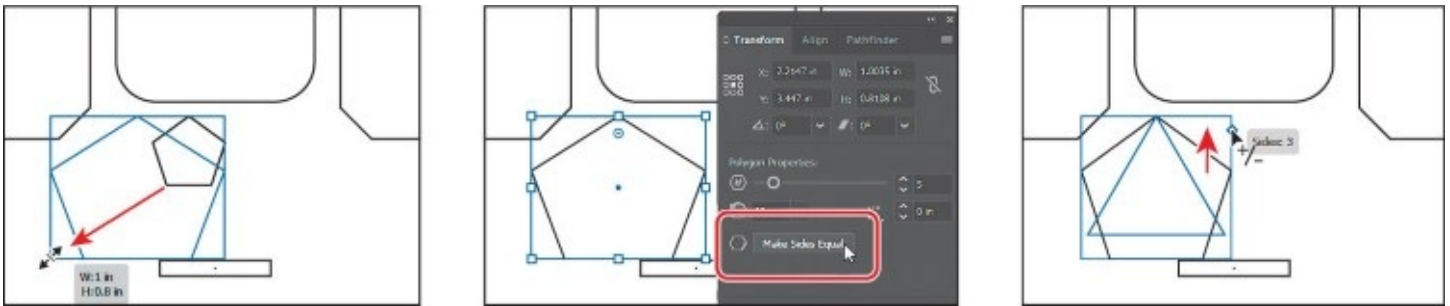 W: 1 in
H: 0.8 in
Transform Align Pathfinder
X: 2.2647 in W: 1.0035 in
Y: 3.447 in H: 0.8108 in
0° 0°
Polygon Properties:
5
0 in
Make Sides Equal
Sides: 3